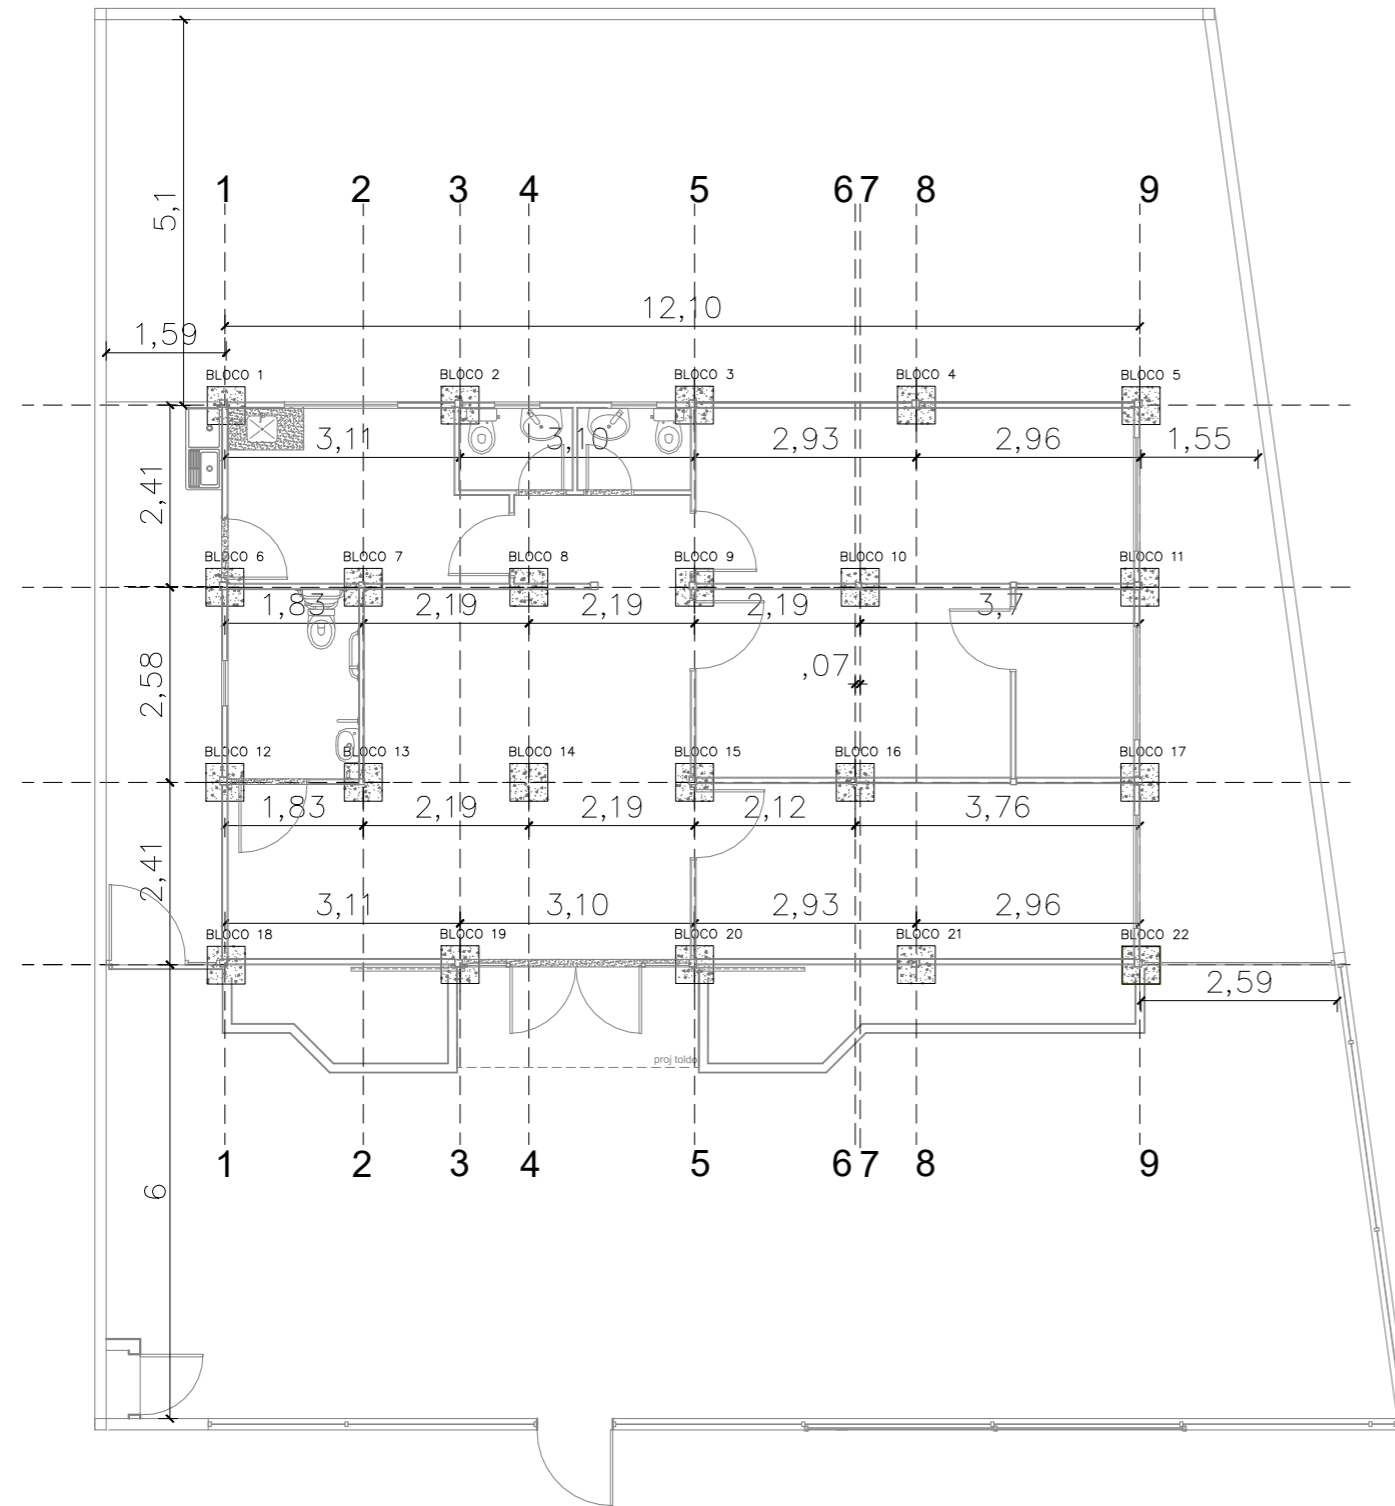 5,1
1 2 3 4 5 6 7 8 9
12,10
1,59
BLOCO 1 BLOCO 2 BLOCO 3 BLOCO 4 BLOCO 5
3,11 3,10 2,93 2,96 1,55
2,41
BLOCO 6 BLOCO 7 BLOCO 8 BLOCO 9 BLOCO 10 BLOCO 11
1,83 2,19 2,19 2,19 3,7
2,58
,07
BLOCO 12 BLOCO 13 BLOCO 14 BLOCO 15 BLOCO 16 BLOCO 17
1,83 2,19 2,19 2,12 3,76
2,41
3,11 3,10 2,93 2,96
BLOCO 18 BLOCO 19 BLOCO 20 BLOCO 21 BLOCO 22
2,59
proj toldo
1 2 3 4 5 6 7 8 9
6